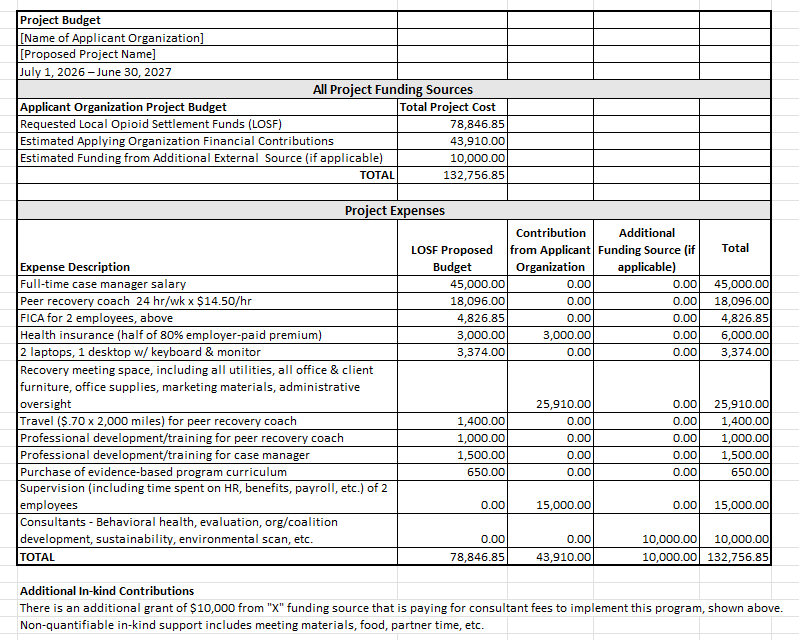 Project Budget
[Name of Applicant Organization]
[Proposed Project Name]
July 1, 2026 – June 30, 2027
All Project Funding Sources
Applicant Organization Project Budget Total Project Cost
Requested Local Opioid Settlement Funds (LOSF) 78,846.85
Estimated Applying Organization Financial Contributions 43,910.00
Estimated Funding from Additional External Source (if applicable) 10,000.00
TOTAL 132,756.85
Project Expenses
Contribution Additional
LOSF Proposed from Applicant Funding Source (if Total
Expense Description Budget Organization applicable)
Full-time case manager salary 45,000.00 0.00 0.00 45,000.00
Peer recovery coach 24 hr/wk x $14.50/hr 18,096.00 0.00 0.00 18,096.00
FICA for 2 employees, above 4,826.85 0.00 0.00 4,826.85
Health insurance (half of 80% employer-paid premium) 3,000.00 3,000.00 0.00 6,000.00
2 laptops, 1 desktop w/ keyboard & monitor 3,374.00 0.00 0.00 3,374.00
Recovery meeting space, including all utilities, all office & client
furniture, office supplies, marketing materials, administrative
oversight 25,910.00 0.00 25,910.00
Travel ($.70 x 2,000 miles) for peer recovery coach 1,400.00 0.00 0.00 1,400.00
Professional development/training for peer recovery coach 1,000.00 0.00 0.00 1,000.00
Professional development/training for case manager 1,500.00 0.00 0.00 1,500.00
Purchase of evidence-based program curriculum 650.00 0.00 0.00 650.00
Supervision (including time spent on HR, benefits, payroll, etc.) of 2
employees 0.00 15,000.00 0.00 15,000.00
Consultants - Behavioral health, evaluation, org/coalition
development, sustainability, environmental scan, etc. 0.00 0.00 10,000.00 10,000.00
TOTAL 78,846.85 43,910.00 10,000.00 132,756.85
Additional In-kind Contributions
There is an additional grant of $10,000 from "X" funding source that is paying for consultant fees to implement this program, shown above.
Non-quantifiable in-kind support includes meeting materials, food, partner time, etc.